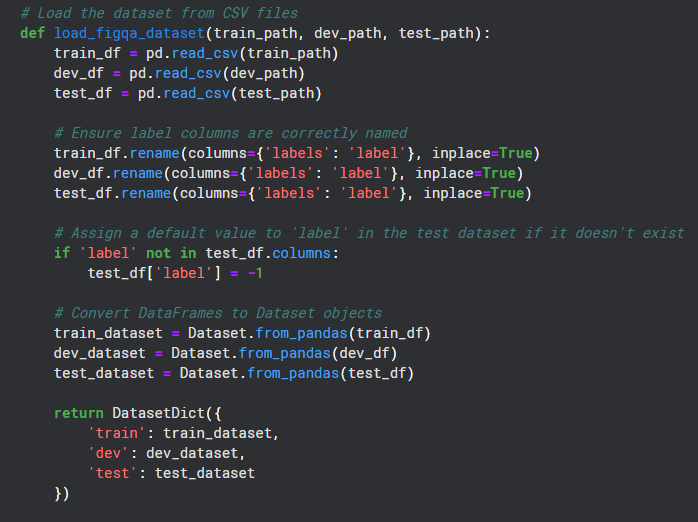 # Load the dataset from CSV files
def load_figqa_dataset(train_path, dev_path, test_path):
    train_df = pd.read_csv(train_path)
    dev_df = pd.read_csv(dev_path)
    test_df = pd.read_csv(test_path)

    # Ensure label columns are correctly named
    train_df.rename(columns={'labels': 'label'}, inplace=True)
    dev_df.rename(columns={'labels': 'label'}, inplace=True)
    test_df.rename(columns={'labels': 'label'}, inplace=True)

    # Assign a default value to 'label' in the test dataset if it doesn't exist
    if 'label' not in test_df.columns:
        test_df['label'] = -1

    # Convert DataFrames to Dataset objects
    train_dataset = Dataset.from_pandas(train_df)
    dev_dataset = Dataset.from_pandas(dev_df)
    test_dataset = Dataset.from_pandas(test_df)

    return DatasetDict({
        'train': train_dataset,
        'dev': dev_dataset,
        'test': test_dataset
    })